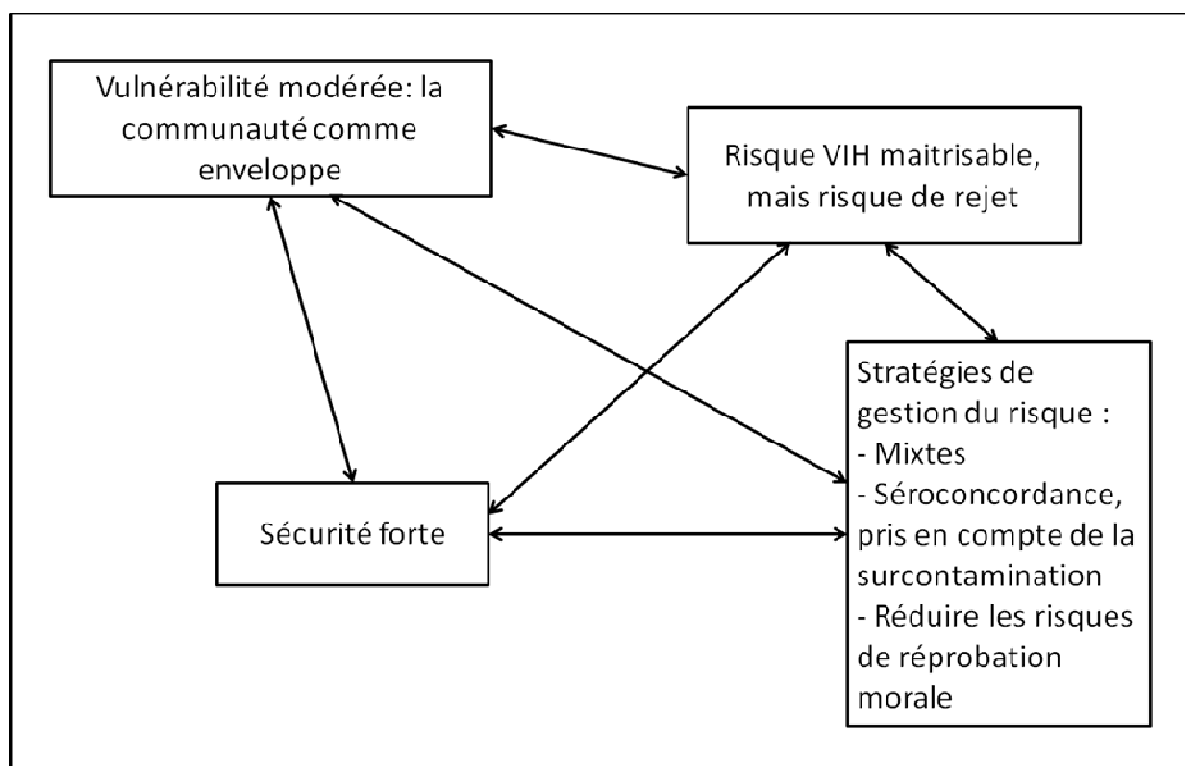 Vulnérabilité modérée: la
communauté comme
enveloppe
Risque VIH maitrisable,
mais risque de rejet
Stratégies de
gestion du risque :
- Mixtes
- Séroconcordance,
pris en compte de la
surcontamination
- Réduire les risques
de réprobation
morale
Sécurité forte